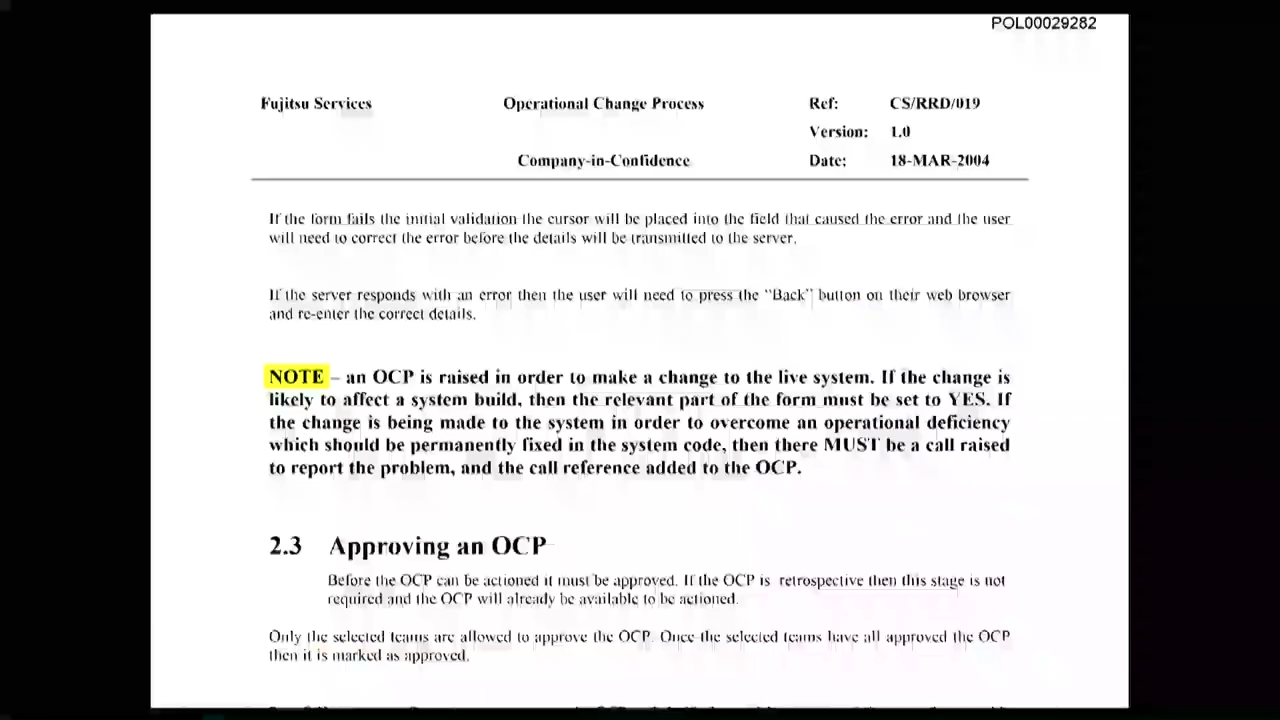 POL00029282
Fujitsu Services Operational Change Process Ref: CS/RRD/019
Version: 1.0
Company-in-Confidence Date: 18-MAR-2004
If the form fails the initial validation the cursor will be placed into the field that caused the error and the user
will need to correct the error before the details will be transmitted to the server.
If the server responds with an error then the user will need to press the "Back" button on their web browser
and re-enter the correct details.
NOTE – an OCP is raised in order to make a change to the live system. If the change is
likely to affect a system build, then the relevant part of the form must be set to YES. If
the change is being made to the system in order to overcome an operational deficiency
which should be permanently fixed in the system code, then there MUST be a call raised
to report the problem, and the call reference added to the OCP.
2.3 Approving an OCP
Before the OCP can be actioned it must be approved. If the OCP is retrospective then this stage is not
required and the OCP will already be available to be actioned.
Only the selected teams are allowed to approve the OCP. Once the selected teams have all approved the OCP
then it is marked as approved.